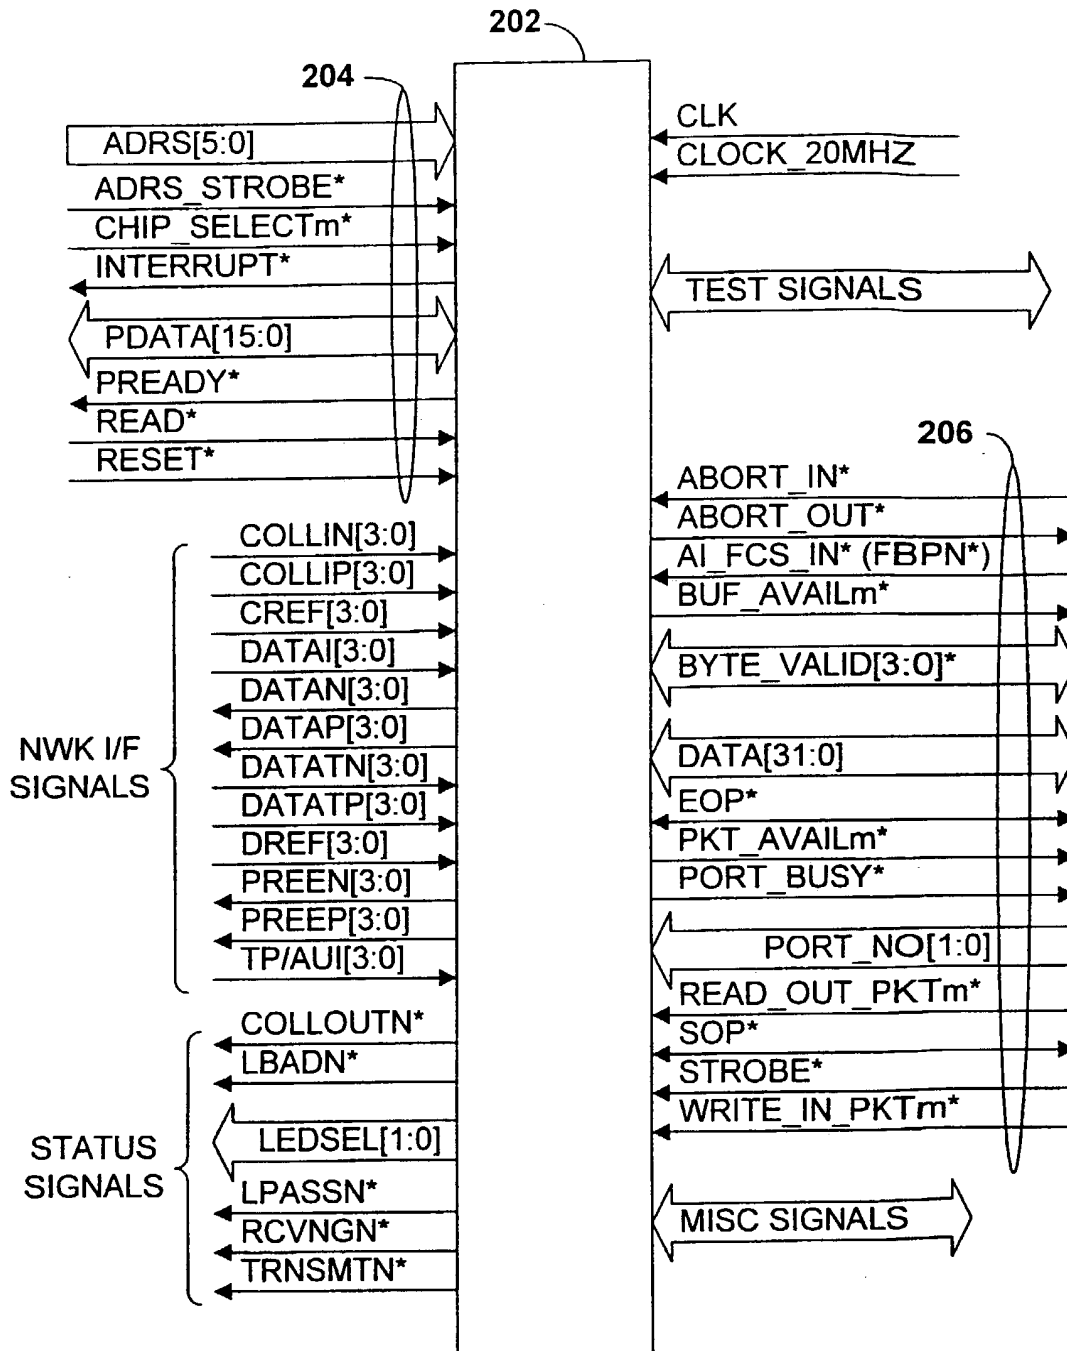 202
204
ADRS[5:0]
ADRS_STROBE*
CHIP_SELECTm*
INTERRUPT*
PDATA[15:0]
PREADY*
READ*
RESET*
NWK I/F
SIGNALS
COLLIN[3:0]
COLLIP[3:0]
CREF[3:0]
DATAI[3:0]
DATAN[3:0]
DATAP[3:0]
DATATN[3:0]
DATATP[3:0]
DREF[3:0]
PREEN[3:0]
PREEP[3:0]
TP/AUI[3:0]
STATUS
SIGNALS
COLLOUTN*
LBADN*
LEDSEL[1:0]
LPASSN*
RCVNGN*
TRNSMTN*
CLK
CLOCK_20MHZ
TEST SIGNALS
206
ABORT_IN*
ABORT_OUT*
AI_FCS_IN* (FBPN*)
BUF_AVAILm*
BYTE_VALID[3:0]*
DATA[31:0]
EOP*
PKT_AVAILm*
PORT_BUSY*
PORT_NO[1:0]
READ_OUT_PKTm*
SOP*
STROBE*
WRITE_IN_PKTm*
MISC SIGNALS